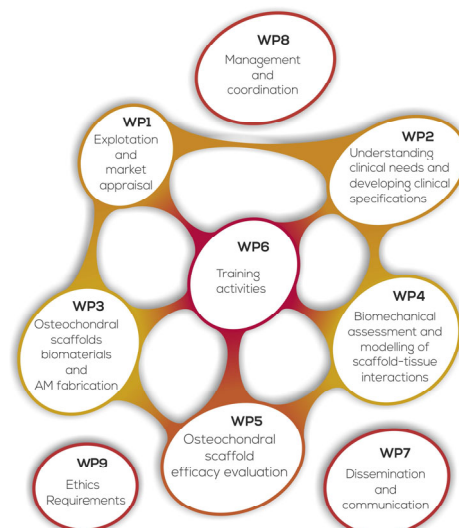 WP8
Management
and
coordination
WP1
Explotation
and
market
appraisal
WP2
Understanding
clinical needs and
developing clinical
specifications
WP6
Training
activities
WP3
Osteochondral
scaffolds
biomaterials
and
AM fabrication
WP4
Biomechanical
assessment and
modelling of
scaffold-tissue
interactions
WP5
Osteochondral
scaffold
efficacy evaluation
WP9
Ethics
Requirements
WP7
Dissemination
and
communication